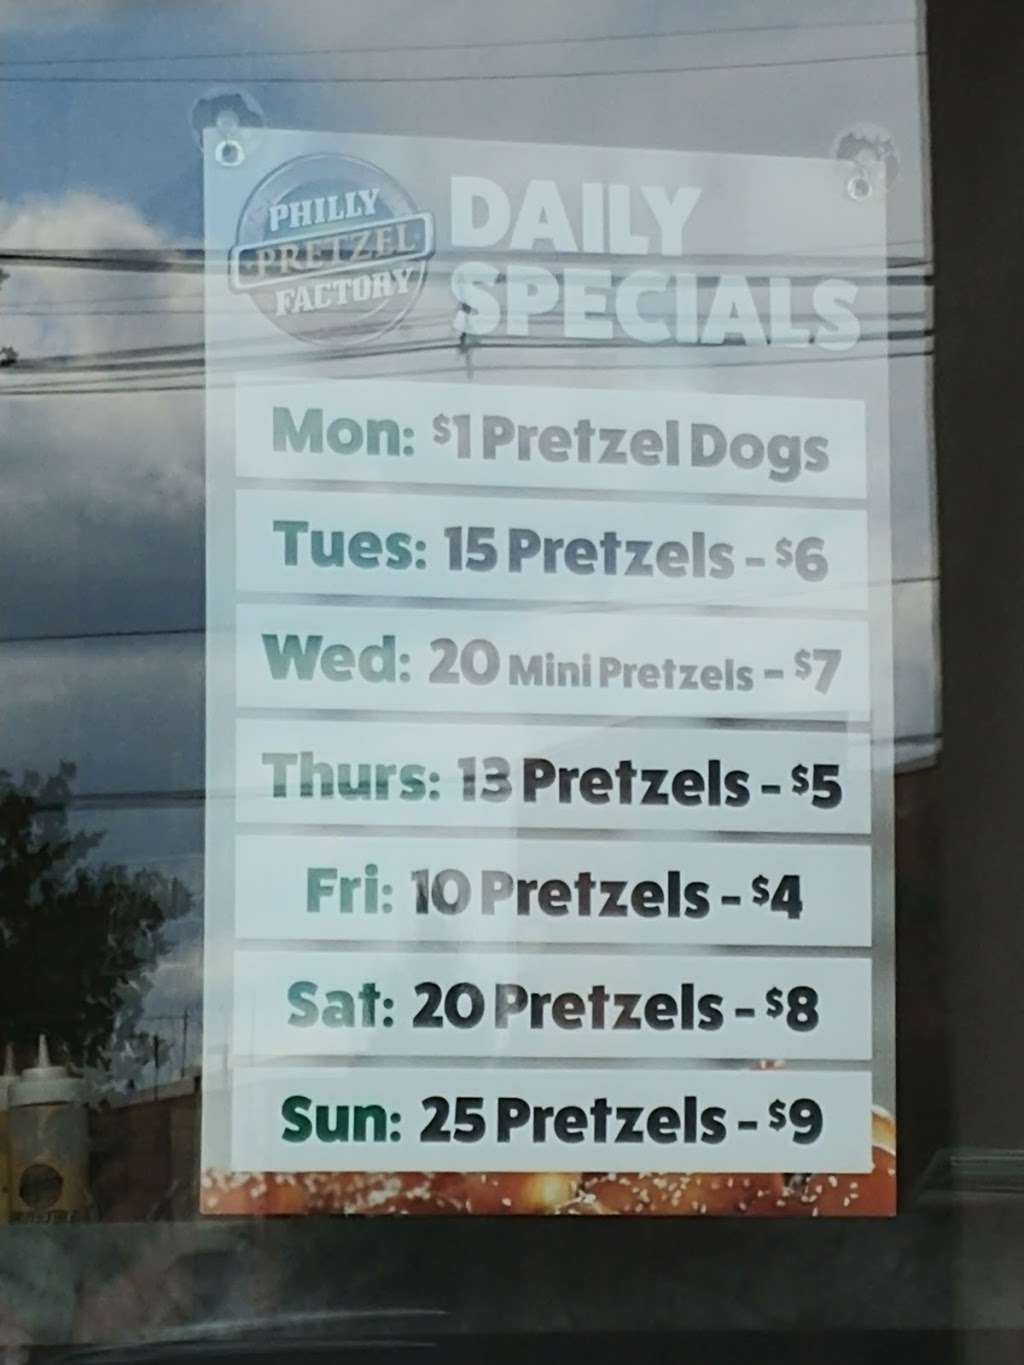 PHILLY
PRETZEL
FACTORY
DAILY
SPECIALS
Mon: $1 Pretzel Dogs
Tues: 15 Pretzels - $6
Wed: 20 Mini Pretzels - $7
Thurs: 13 Pretzels - $5
Fri: 10 Pretzels - $4
Sat: 20 Pretzels - $8
Sun: 25 Pretzels - $9